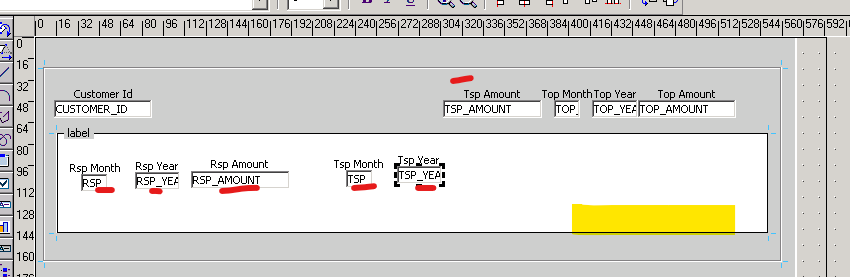 0 16 32 48 64 80 96 112 128 144 160 176 192 208 224 240 256 272 288 304 320 336 352 368 384 400 416 432 448 464 480 496 512 528 544 560 576 592
0
16
Customer Id Tsp Amount Top Month Top Year Top Amount
32
CUSTOMER_ID TSP_AMOUNT TOP_ TOP_YEA TOP_AMOUNT
48
64
label
80
Rsp Month Rsp Year Rsp Amount Tsp Month Tsp Year
96
RSP_ RSP_YEA RSP_AMOUNT TSP_ TSP_YEA
112
128
144
160